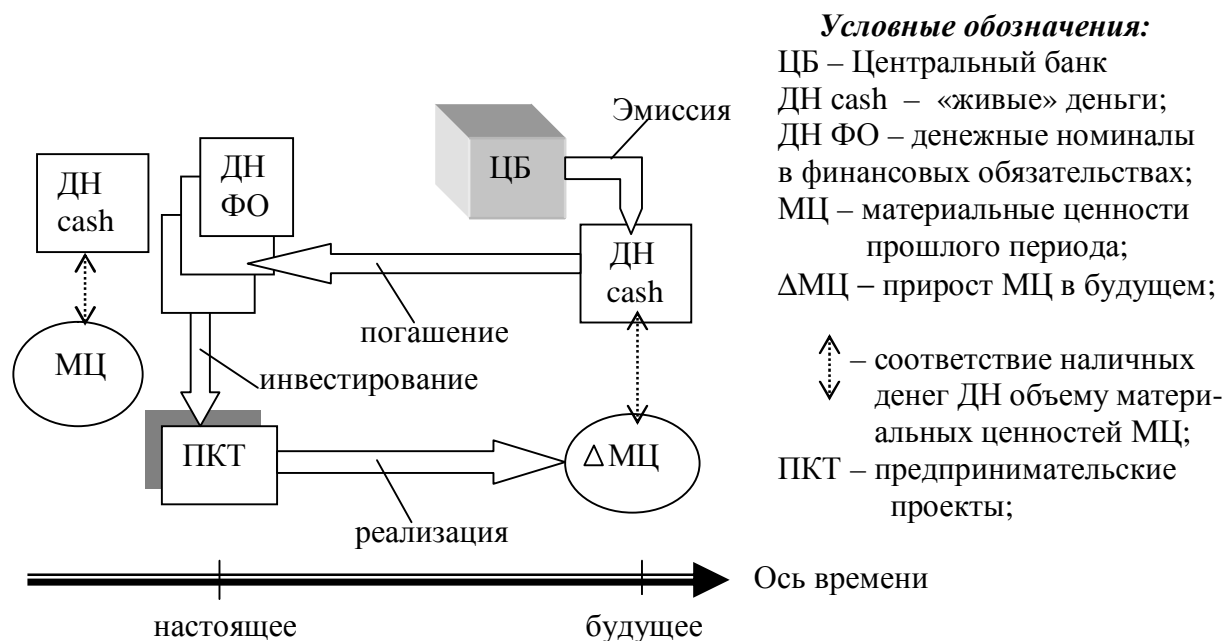 Условные обозначения:
ЦБ – Центральный банк
ДН cash – «живые» деньги;
ДН ФО – денежные номиналы
в финансовых обязательствах;
МЦ – материальные ценности
прошлого периода;
ΔМЦ – прирост МЦ в будущем;
– соответствие наличных
денег ДН объему матери-
альных ценностей МЦ;
ПКТ – предпринимательские
проекты;
Эмиссия
ЦБ
ДН
cash
ДН
ФО
ДН
cash
погашение
МЦ
инвестирование
ПКТ
Δ МЦ
реализация
Ось времени
настоящее
будущее